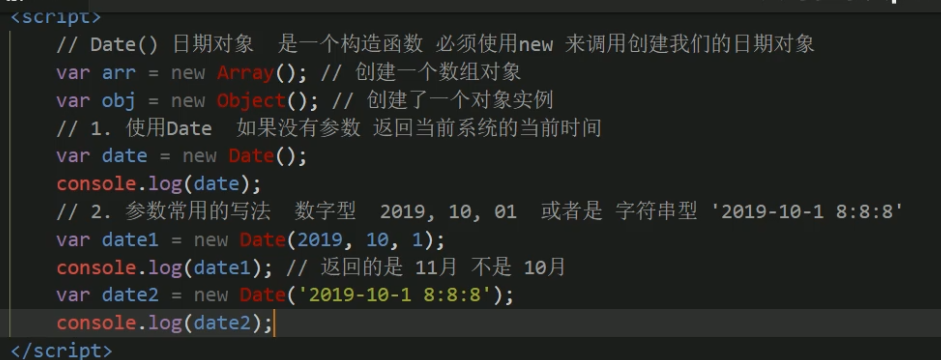 <script>
// Date() 日期对象  是一个构造函数 必须使用new 来调用创建我们的日期对象
var arr = new Array(); // 创建一个数组对象
var obj = new Object(); // 创建了一个对象实例
// 1. 使用Date  如果没有参数 返回当前系统的当前时间
var date = new Date();
console.log(date);
// 2. 参数常用的写法  数字型  2019, 10, 01  或者是 字符串型 '2019-10-1 8:8:8'
var date1 = new Date(2019, 10, 1);
console.log(date1); // 返回的是 11月 不是 10月
var date2 = new Date('2019-10-1 8:8:8');
console.log(date2);
</script>